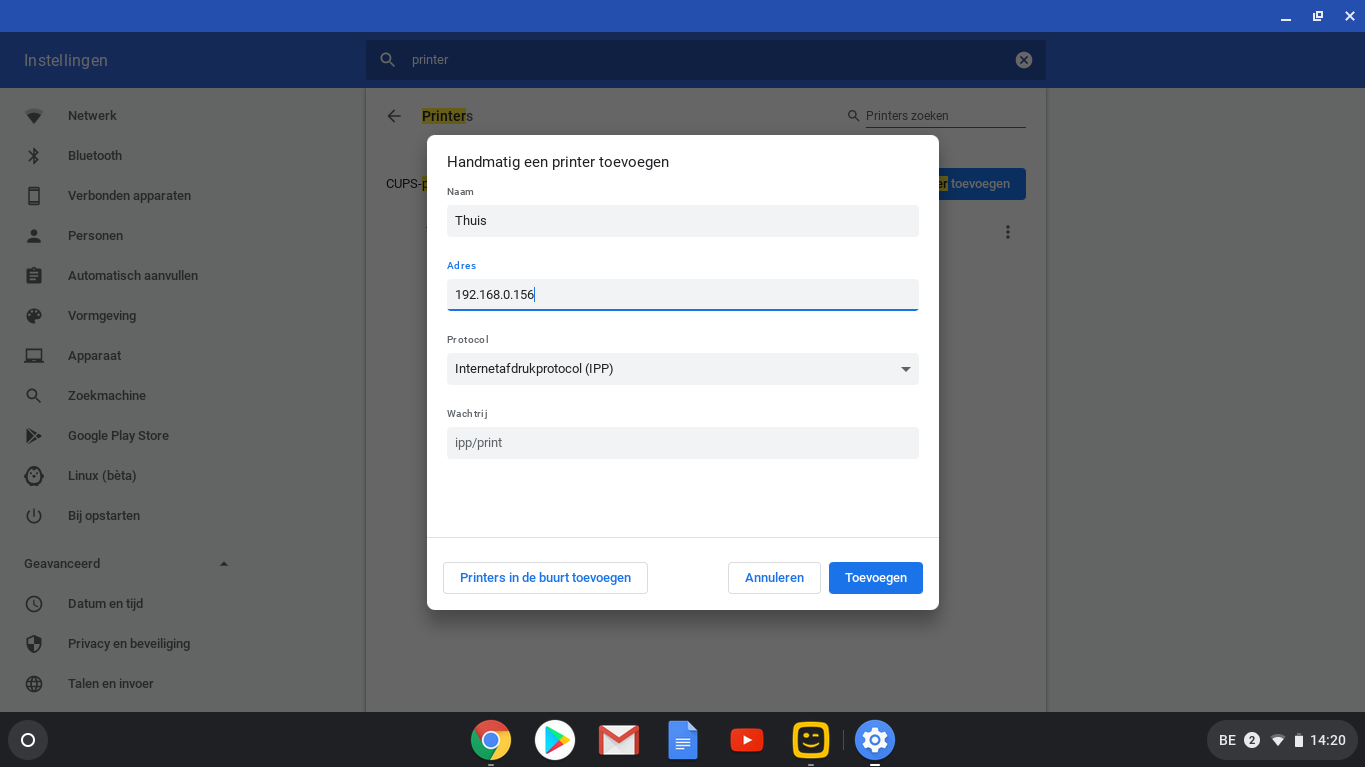 Instellingen
printer
Netwerk
Bluetooth
Verbonden apparaten
Personen
Automatisch aanvullen
Vormgeving
Apparaat
Zoekmachine
Google Play Store
Linux (bèta)
Bij opstarten
Geavanceerd
Datum en tijd
Privacy en beveiliging
Talen en invoer
Printers
Printers zoeken
CUPS-p
er toevoegen
Handmatig een printer toevoegen
Naam
Thuis
Adres
192.168.0.156
Protocol
Internetafdrukprotocol (IPP)
Wachtrij
ipp/print
Printers in de buurt toevoegen
Annuleren
Toevoegen
BE 2 14:20